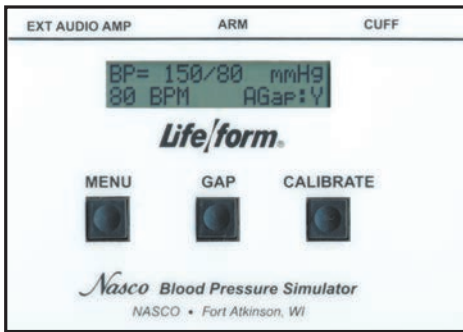 EXT AUDIO AMP ARM CUFF
BP= 150/80 mmHg
80 BPM AGap:Y
Life/form®
MENU GAP CALIBRATE
Nasco Blood Pressure Simulator
NASCO • Fort Atkinson, WI